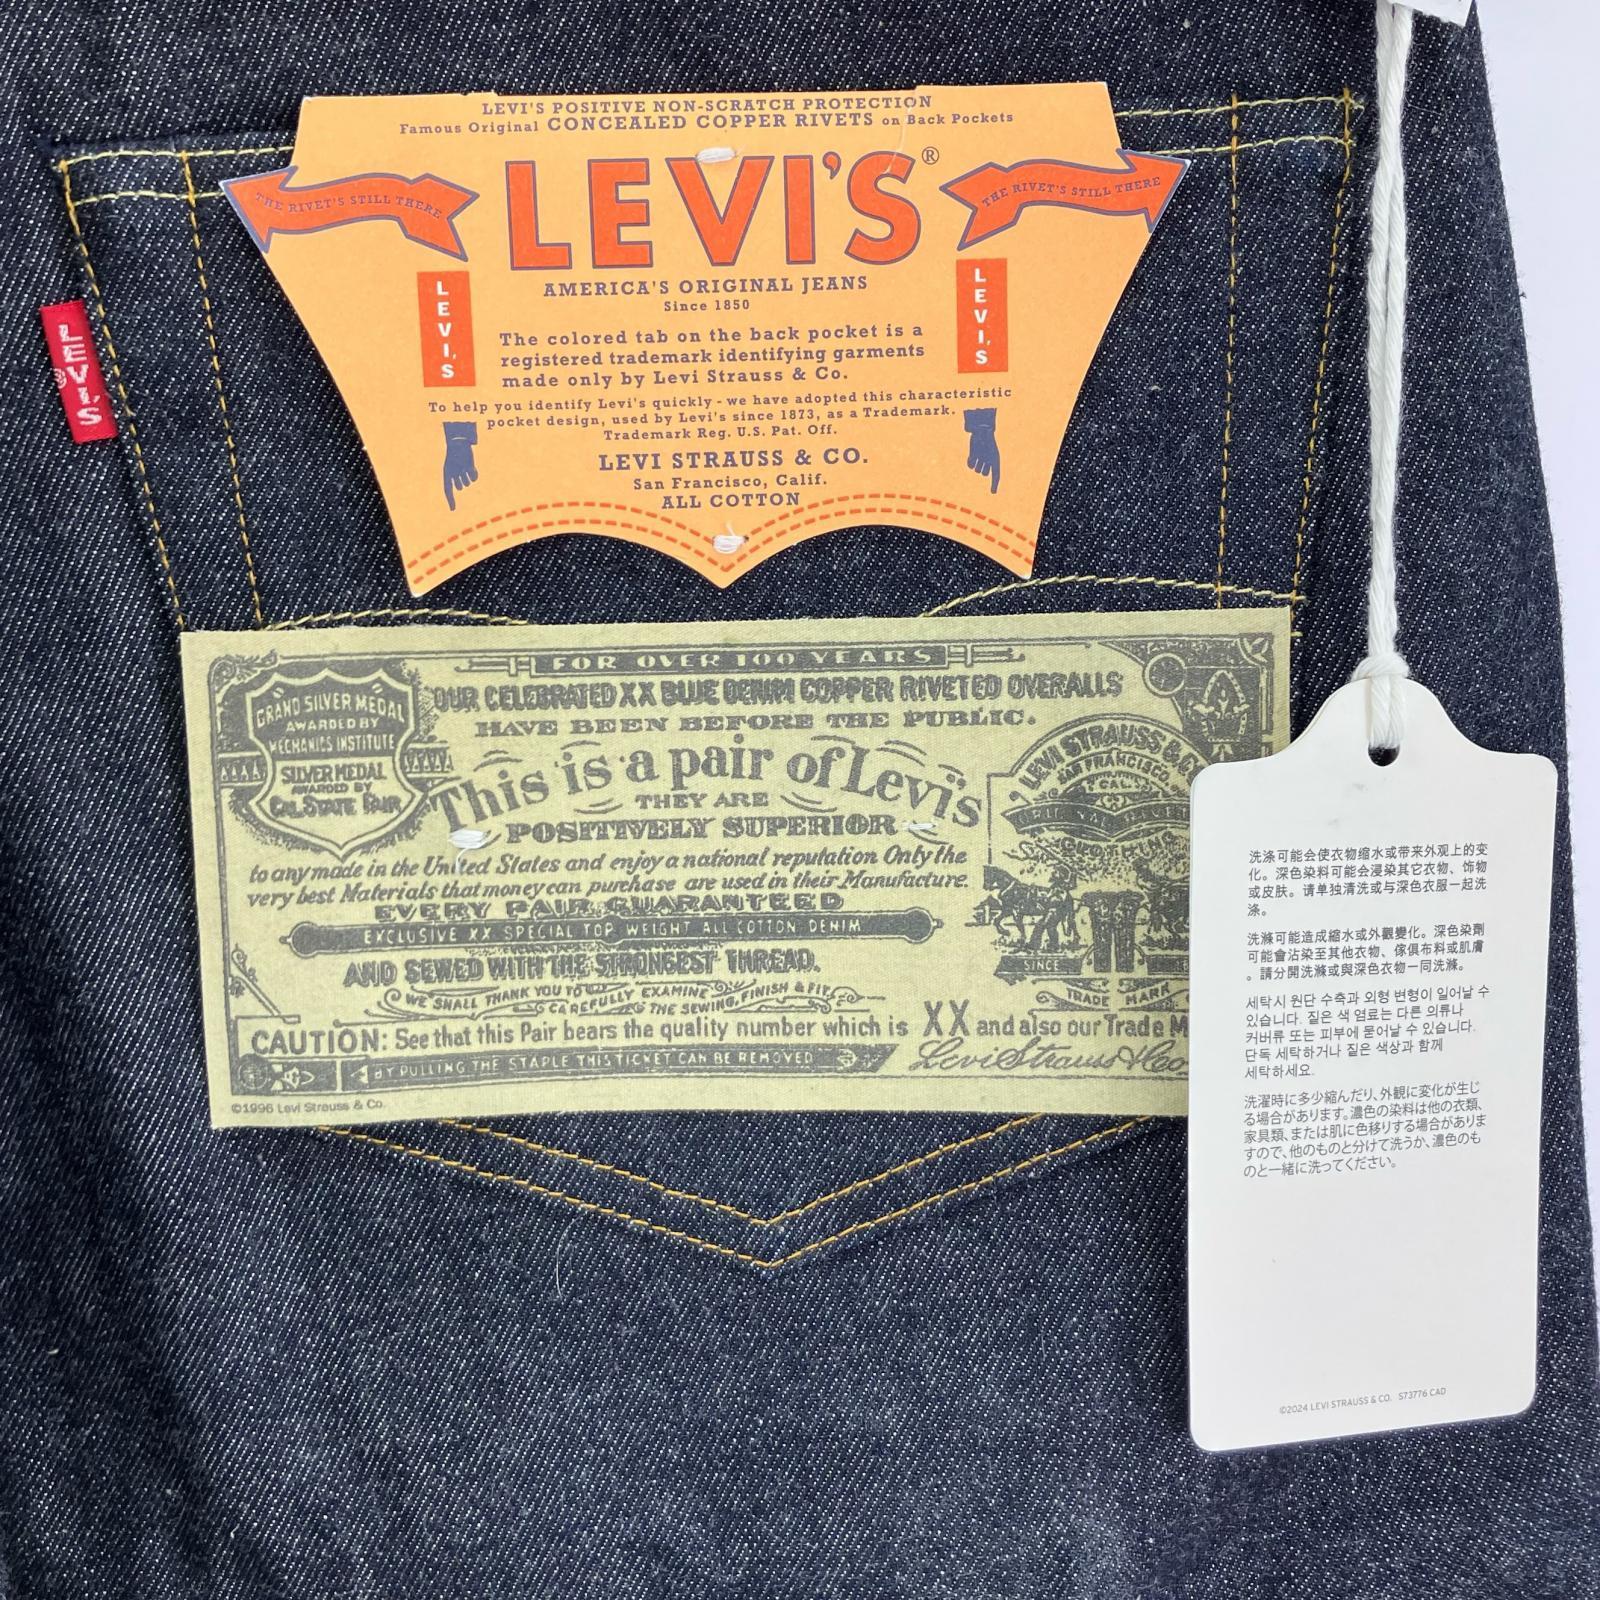 LEVI'S POSITIVE NON-SCRATCH PROTECTION
Famous Original CONCEALED COPPER RIVETS on Back Pockets
LEVI'S®
THE RIVET'S STILL THERE
THE RIVET'S STILL THERE
AMERICA'S ORIGINAL JEANS
Since 1850
LEVI'S
LEVI'S
The colored tab on the back pocket is a
registered trademark identifying garments
made only by Levi Strauss & Co.
To help you identify Levi's quickly - we have adopted this characteristic
pocket design, used by Levi's since 1873, as a Trademark.
Trademark Reg. U.S. Pat. Off.
LEVI STRAUSS & CO.
San Francisco, Calif.
ALL COTTON
LEVI'S
®
FOR OVER 100 YEARS
OUR CELEBRATED XX BLUE DENIM COPPER RIVETED OVERALLS
HAVE BEEN BEFORE THE PUBLIC.
GRAND SILVER MEDAL
AWARDED BY
MECHANICS INSTITUTE
SILVER MEDAL
AWARDED BY
CAL. STATE FAIR
This is a pair of Levi's
THEY ARE
POSITIVELY SUPERIOR
to any made in the United States and enjoy a national reputation Only the
very best Materials that money can purchase are used in their Manufacture.
EVERY PAIR GUARANTEED
EXCLUSIVE XX SPECIAL TOP WEIGHT ALL COTTON DENIM
AND SEWED WITH THE STRONGEST THREAD.
WE SHALL THANK YOU TO
CAREFULLY EXAMINE THE SEWING, FINISH & FIT
LEVI STRAUSS &
SAN FRANCISCO,
CAL.
CLOTHING
SINCE
TRADE MARK
CAUTION: See that this Pair bears the quality number which is XX and also our Trade M
BY PULLING THE STAPLE THIS TICKET CAN BE REMOVED
Levi Strauss & Co.
©1996 Levi Strauss & Co.
洗涤可能会使衣物缩水或带来外观上的变
化。深色染料可能会浸染其它衣物、饰物
或皮肤。请单独清洗或与深色衣服一起洗
涤。
洗滌可能造成縮水或外觀變化。深色染劑
可能會沾染至其他衣物、傢俱布料或肌膚
。請分開洗滌或與深色衣物一同洗滌。
세탁시 원단 수축과 외형 변형이 일어날 수
있습니다. 짙은 색 염료는 다른 의류나
커버류 또는 피부에 묻어날 수 있습니다.
단독 세탁하거나 짙은 색상과 함께
세탁하세요.
洗濯時に多少縮んだり、外観に変化が生じ
る場合があります。濃色の染料は他の衣類、
家具類、または肌に色移りする場合がありま
すので、他のものと分けて洗うか、濃色のも
のと一緒に洗ってください。
©2024 LEVI STRAUSS & CO. S73776 CAD